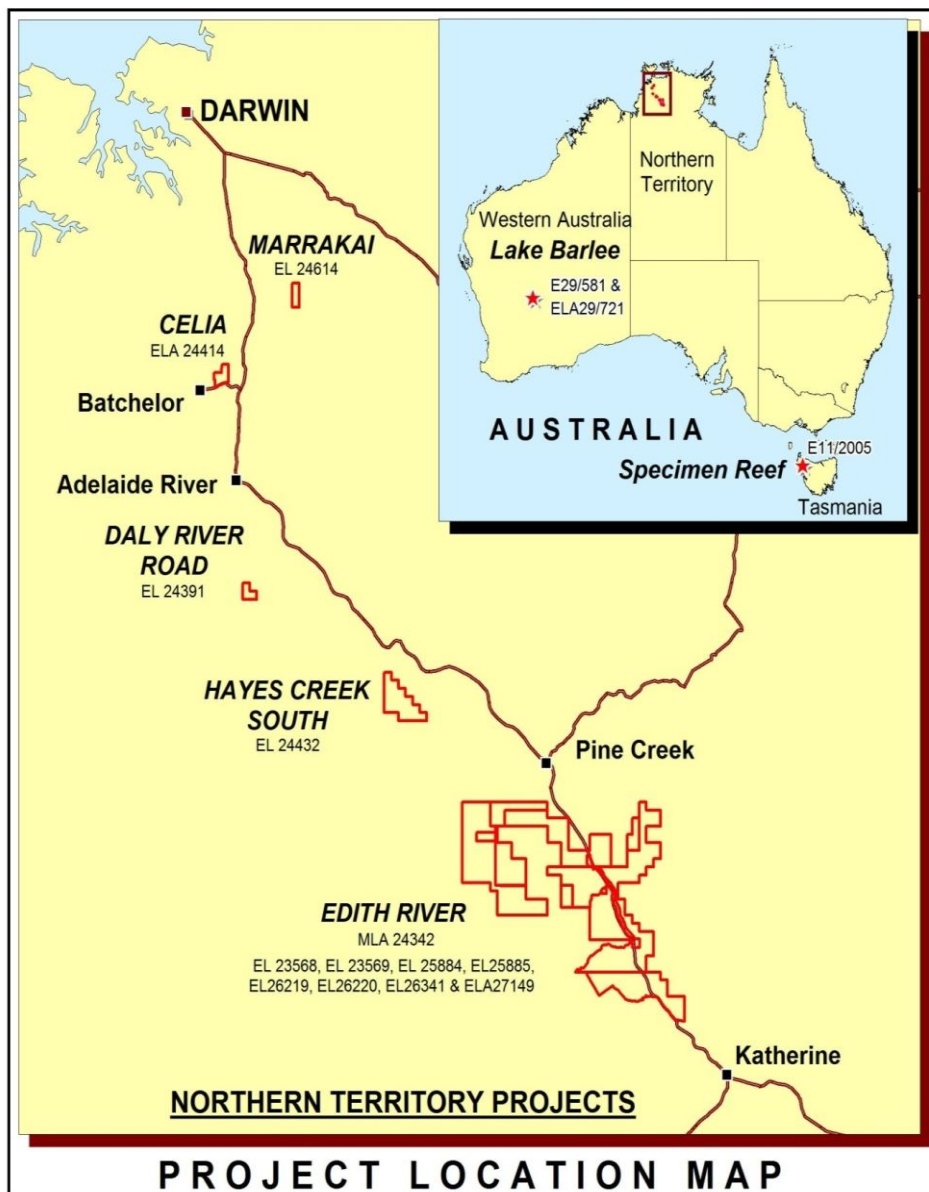 DARWIN
MARRAKAI
EL 24614
CELIA
ELA 24414
Batchelor
Adelaide River
DALY RIVER
ROAD
EL 24391
HAYES CREEK
SOUTH
EL 24432
Pine Creek
EDITH RIVER
MLA 24342
EL 23568, EL 23569, EL 25884, EL25885,
EL26219, EL26220, EL26341 & ELA27149
Katherine
NORTHERN TERRITORY PROJECTS
Northern
Territory
Western Australia
Lake Barlee
E29/581 &
ELA29/721
AUSTRALIA
E11/2005
Specimen Reef
Tasmania
PROJECT LOCATION MAP